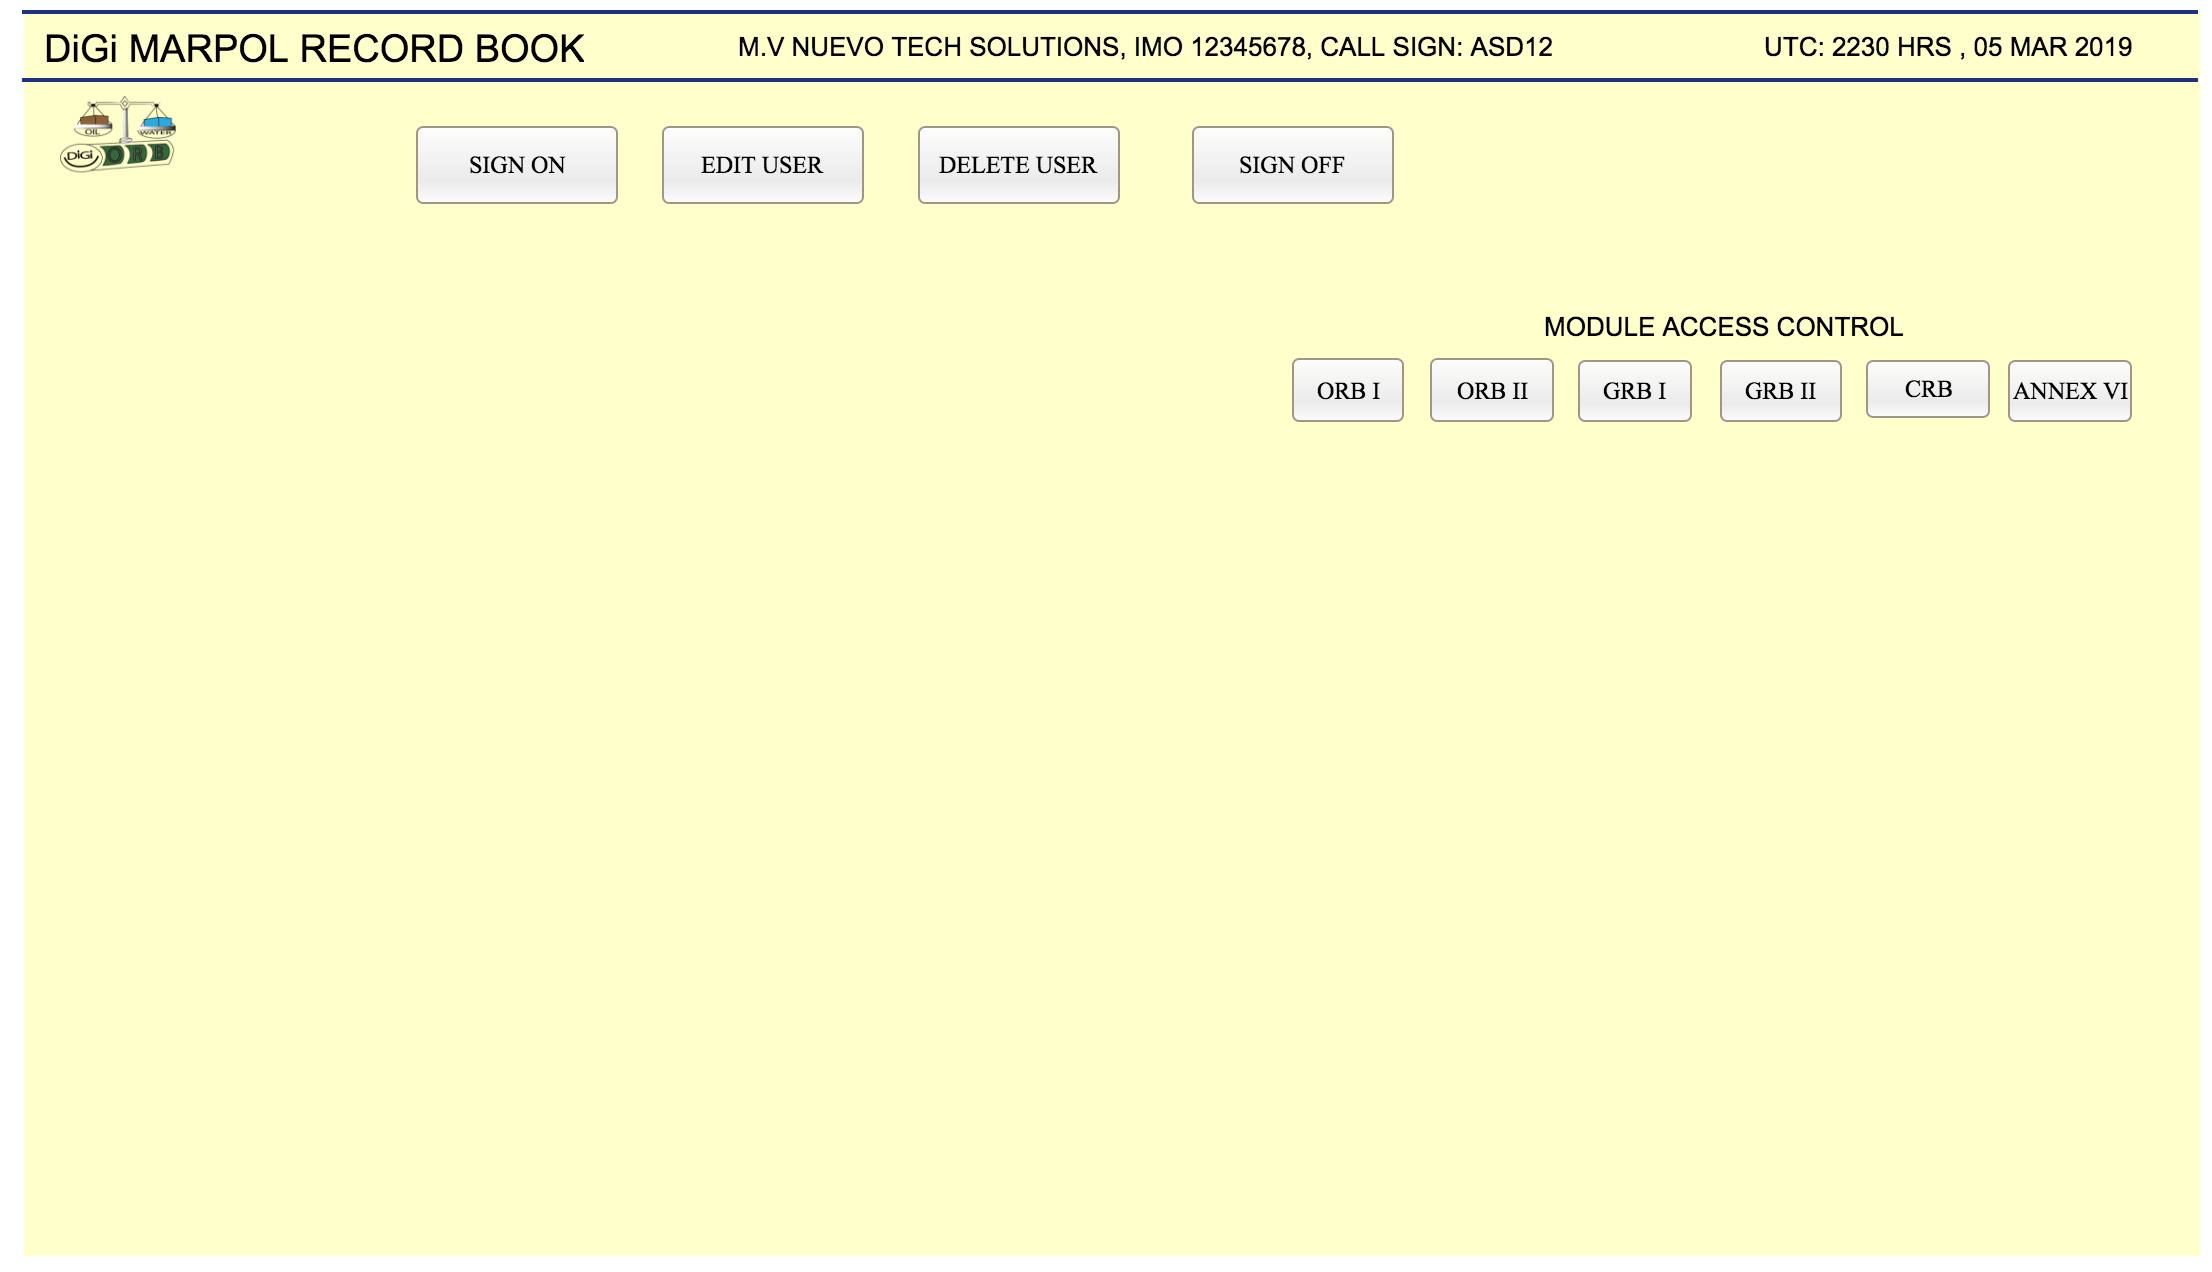 DiGi MARPOL RECORD BOOK
M.V NUEVO TECH SOLUTIONS, IMO 12345678, CALL SIGN: ASD12
UTC: 2230 HRS , 05 MAR 2019
OIL
WATER
DiGi ORB
SIGN ON
EDIT USER
DELETE USER
SIGN OFF
MODULE ACCESS CONTROL
ORB I
ORB II
GRB I
GRB II
CRB
ANNEX VI